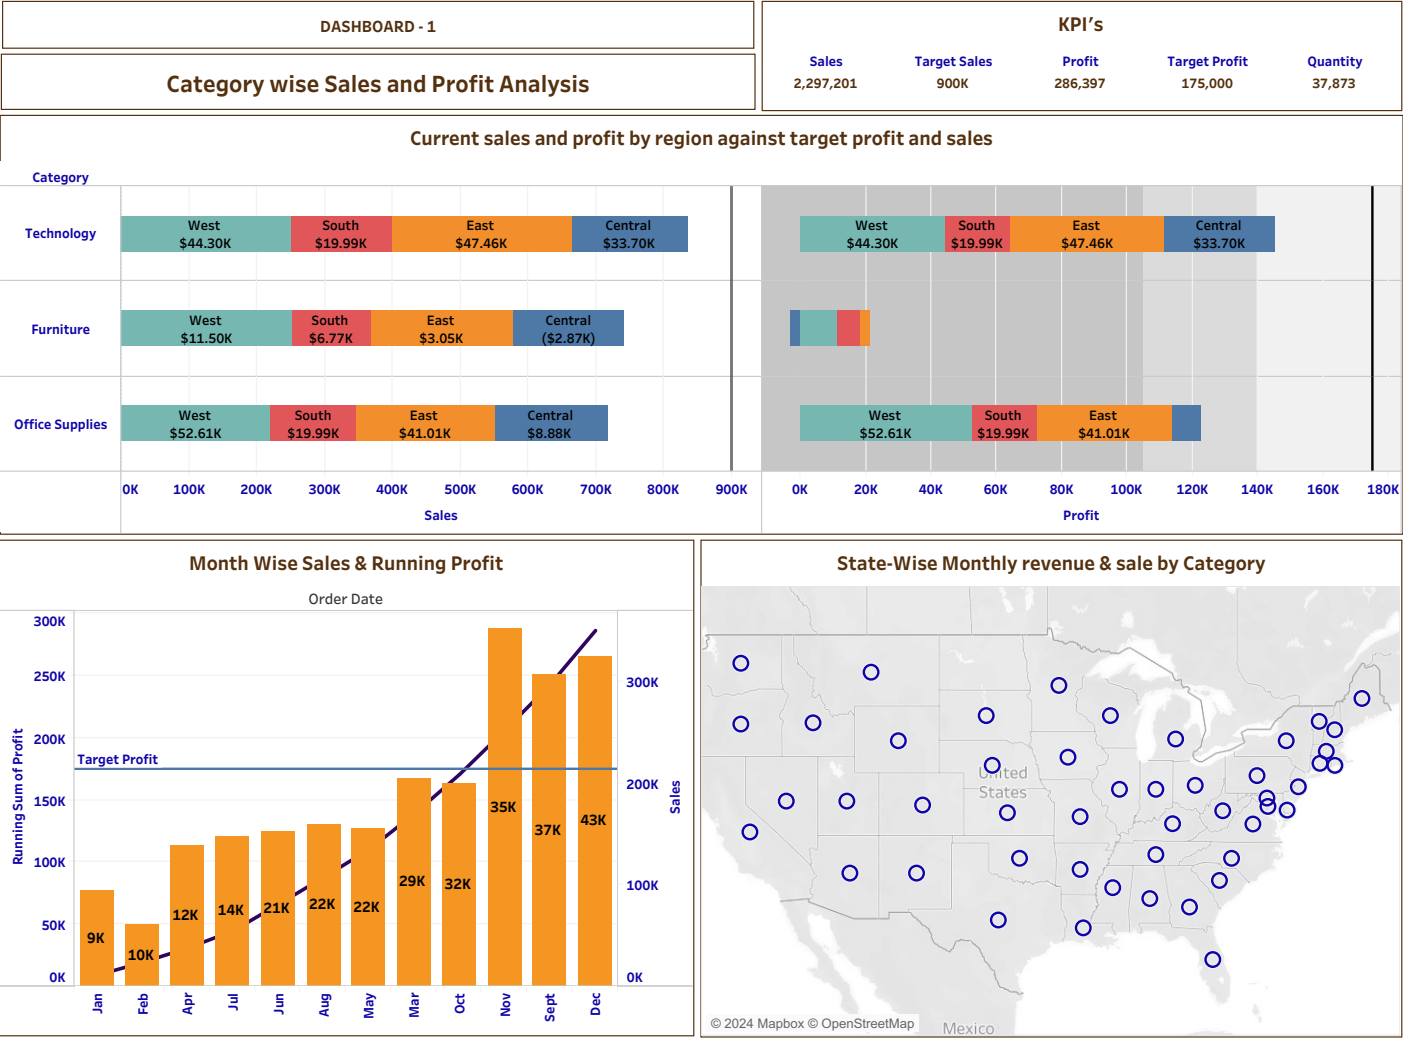 DASHBOARD - 1
Category wise Sales and Profit Analysis
KPI's
Sales Target Sales Profit Target Profit Quantity
2,297,201 900K 286,397 175,000 37,873
Current sales and profit by region against target profit and sales
Category
Technology
West South East Central
$44.30K $19.99K $47.46K $33.70K
West South East Central
$44.30K $19.99K $47.46K $33.70K
Furniture
West South East Central
$11.50K $6.77K $3.05K ($2.87K)
Office Supplies
West South East Central
$52.61K $19.99K $41.01K $8.88K
West South East
$52.61K $19.99K $41.01K
0K 100K 200K 300K 400K 500K 600K 700K 800K 900K
Sales
0K 20K 40K 60K 80K 100K 120K 140K 160K 180K
Profit
Month Wise Sales & Running Profit
Order Date
Running Sum of Profit
300K
250K
200K
150K
100K
50K
0K
Target Profit
9K 10K 12K 14K 21K 22K 22K 29K 32K 35K 37K 43K
300K
200K
100K
0K
Sales
Jan Feb Apr Jul Jun Aug May Mar Oct Nov Sept Dec
State-Wise Monthly revenue & sale by Category
United
States
Mexico
© 2024 Mapbox © OpenStreetMap